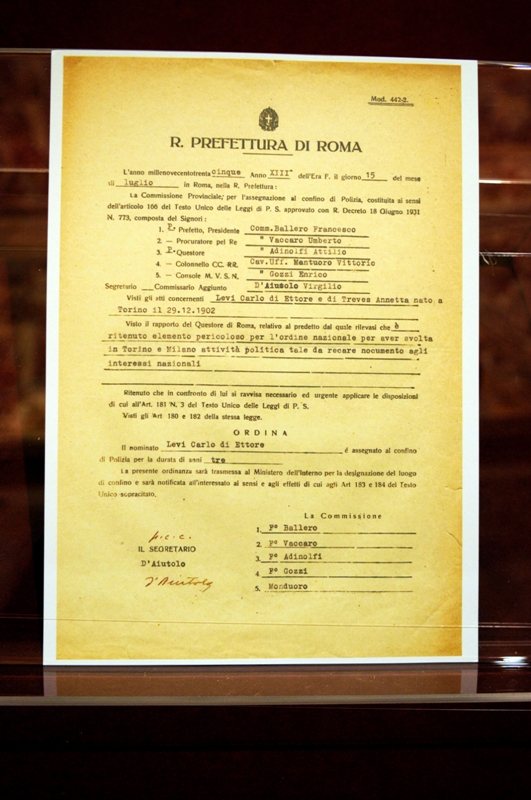 Mod. 442-2.
R. PREFETTURA DI ROMA
L'anno millenovecentotrenta cinque Anno XIII° dell'Era F. il giorno 15 del mese
di luglio in Roma, nella R. Prefettura:
La Commissione Provinciale, per l'assegnazione al confino di Polizia, costituita ai sensi
dell'articolo 166 del Testo Unico delle Leggi di P. S. approvato con R. Decreto 18 Giugno 1931
N. 773, composta dei Signori:
1. Prefetto, Presidente Comm. Ballero Francesco
2. — Procuratore pel Re " Vaccaro Umberto
3. Questore " Adinolfi Attilio
4. — Colonnello CC. RR. Cav. Uff. Mantuoro Vittorio
5. — Console M. V. S. N. " Gozzi Enrico
Segretario Commissario Aggiunto D'Aiutolo Virgilio
Visti gli atti concernenti Levi Carlo di Ettore e di Treves Annetta nato a
Torino il 29.12.1902
Visto il rapporto del Questore di Roma, relativo al predetto dal quale rilevasi che è
ritenuto elemento pericoloso per l'ordine nazionale per aver svolta
in Torino e Milano attività politica tale da recare nocumento agli
interessi nazionali
Ritenuto che in confronto di lui si ravvisa necessario ed urgente applicare le disposizioni
di cui all'Art. 181 N. 3 del Testo Unico delle Leggi di P. S.
Visti gli Art 180 e 182 della stessa legge.
ORDINA
Il nominato Levi Carlo di Ettore é assegnato al confino
di Polizia per la durata di anni tre
La presente ordinanza sarà trasmessa al Ministero dell'Interno per la designazione del luogo
di confino e sarà notificata all'interessato ai sensi e agli effetti di cui agli Art 183 e 184 del Testo
Unico sopracitato.
La Commissione
p.c.c.
IL SEGRETARIO
D'Aiutolo
D'Aiutolo
1. F° Ballero
2. F° Vaccaro
3. F° Adinolfi
4 F° Gozzi
5. Monduoro